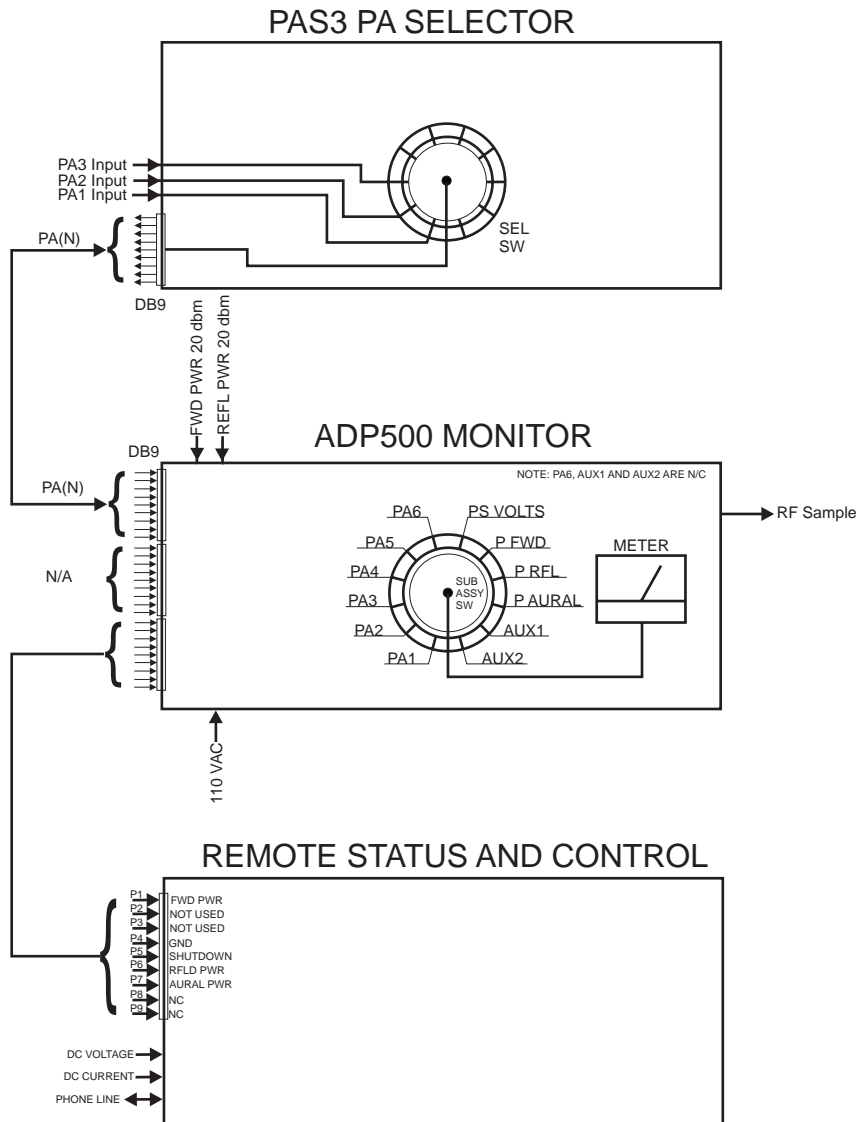 PAS3 PA SELECTOR
PA3 Input
PA2 Input
PA1 Input
SEL
SW
PA(N)
DB9
FWD PWR 20 dbm
REFL PWR 20 dbm
ADP500 MONITOR
DB9
NOTE: PA6, AUX1 AND AUX2 ARE N/C
PA(N)
RF Sample
PA6
PS VOLTS
PA5
P FWD
METER
N/A
PA4
P RFL
SUB
ASSY
SW
PA3
P AURAL
PA2
AUX1
PA1
AUX2
110 VAC
REMOTE STATUS AND CONTROL
P1 FWD PWR
P2 NOT USED
P3 NOT USED
P4 GND
P5 SHUTDOWN
P6 RFLD PWR
P7 AURAL PWR
P8 NC
P9 NC
DC VOLTAGE
DC CURRENT
PHONE LINE